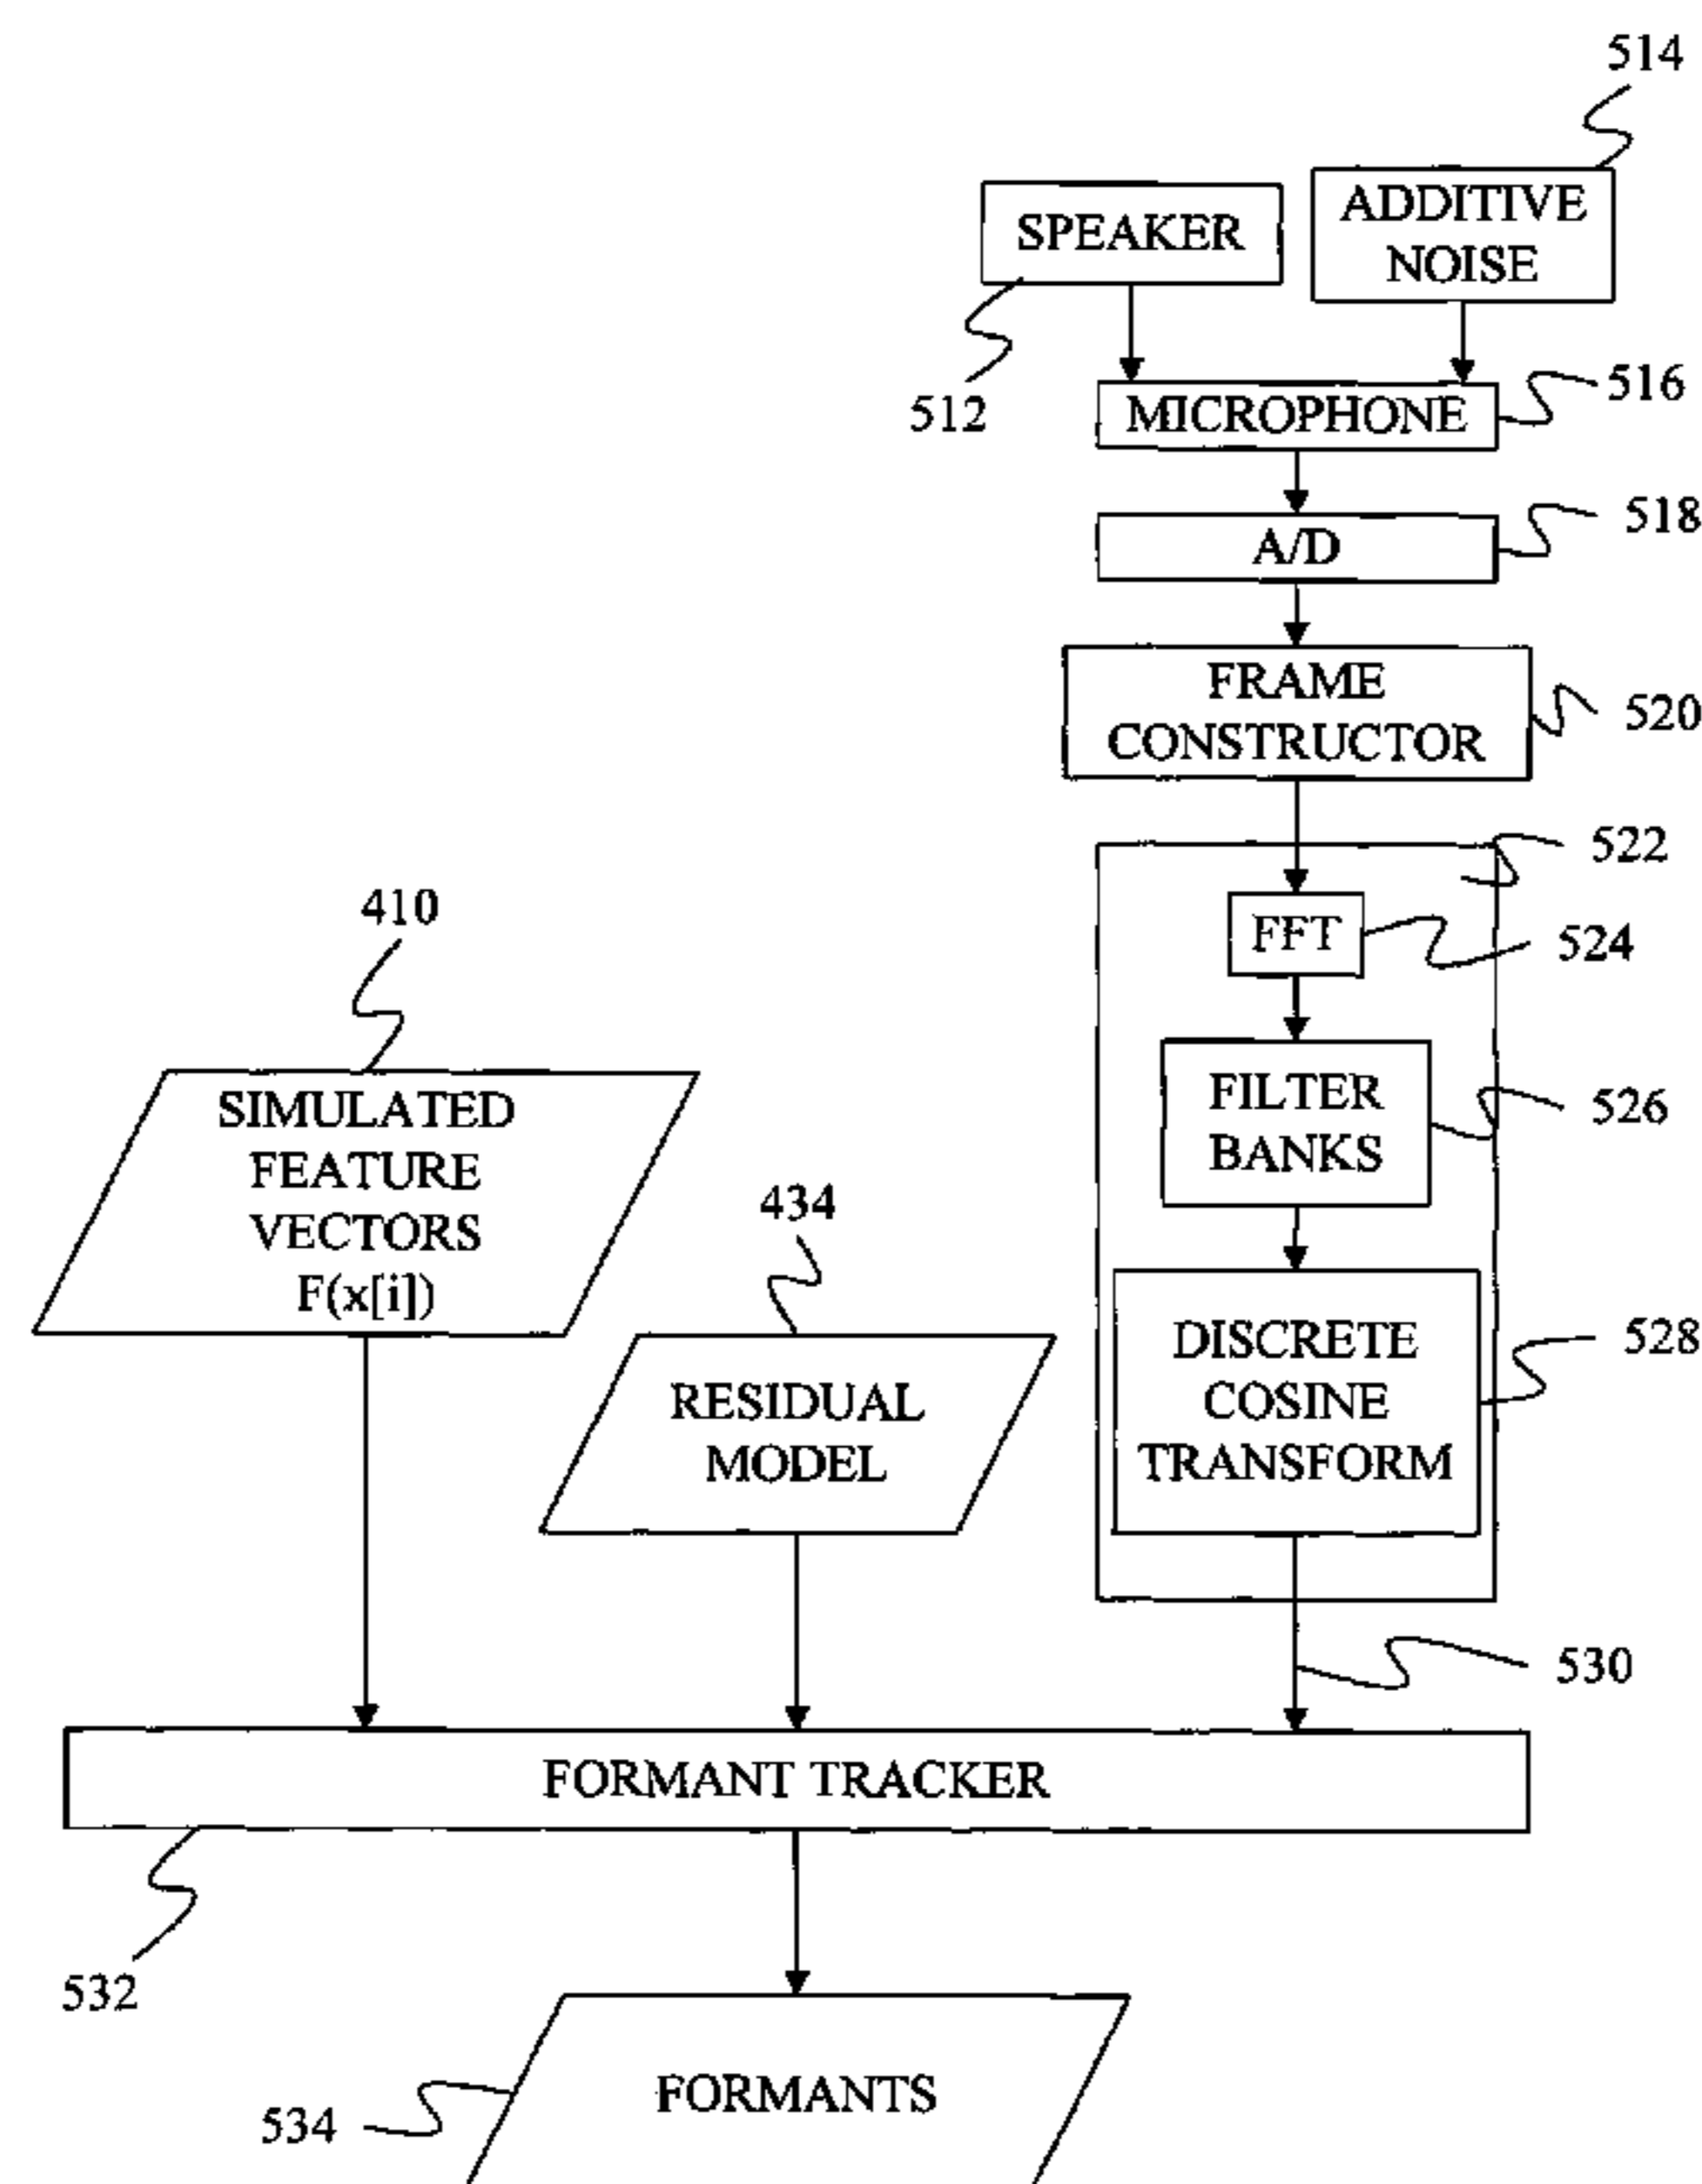 514
SPEAKER
ADDITIVE
NOISE
512
MICROPHONE
516
A/D
518
FRAME
CONSTRUCTOR
520
522
FFT
524
410
SIMULATED
FEATURE
VECTORS
F(x[i])
FILTER
BANKS
526
434
RESIDUAL
MODEL
DISCRETE
COSINE
TRANSFORM
528
530
FORMANT TRACKER
532
FORMANTS
534